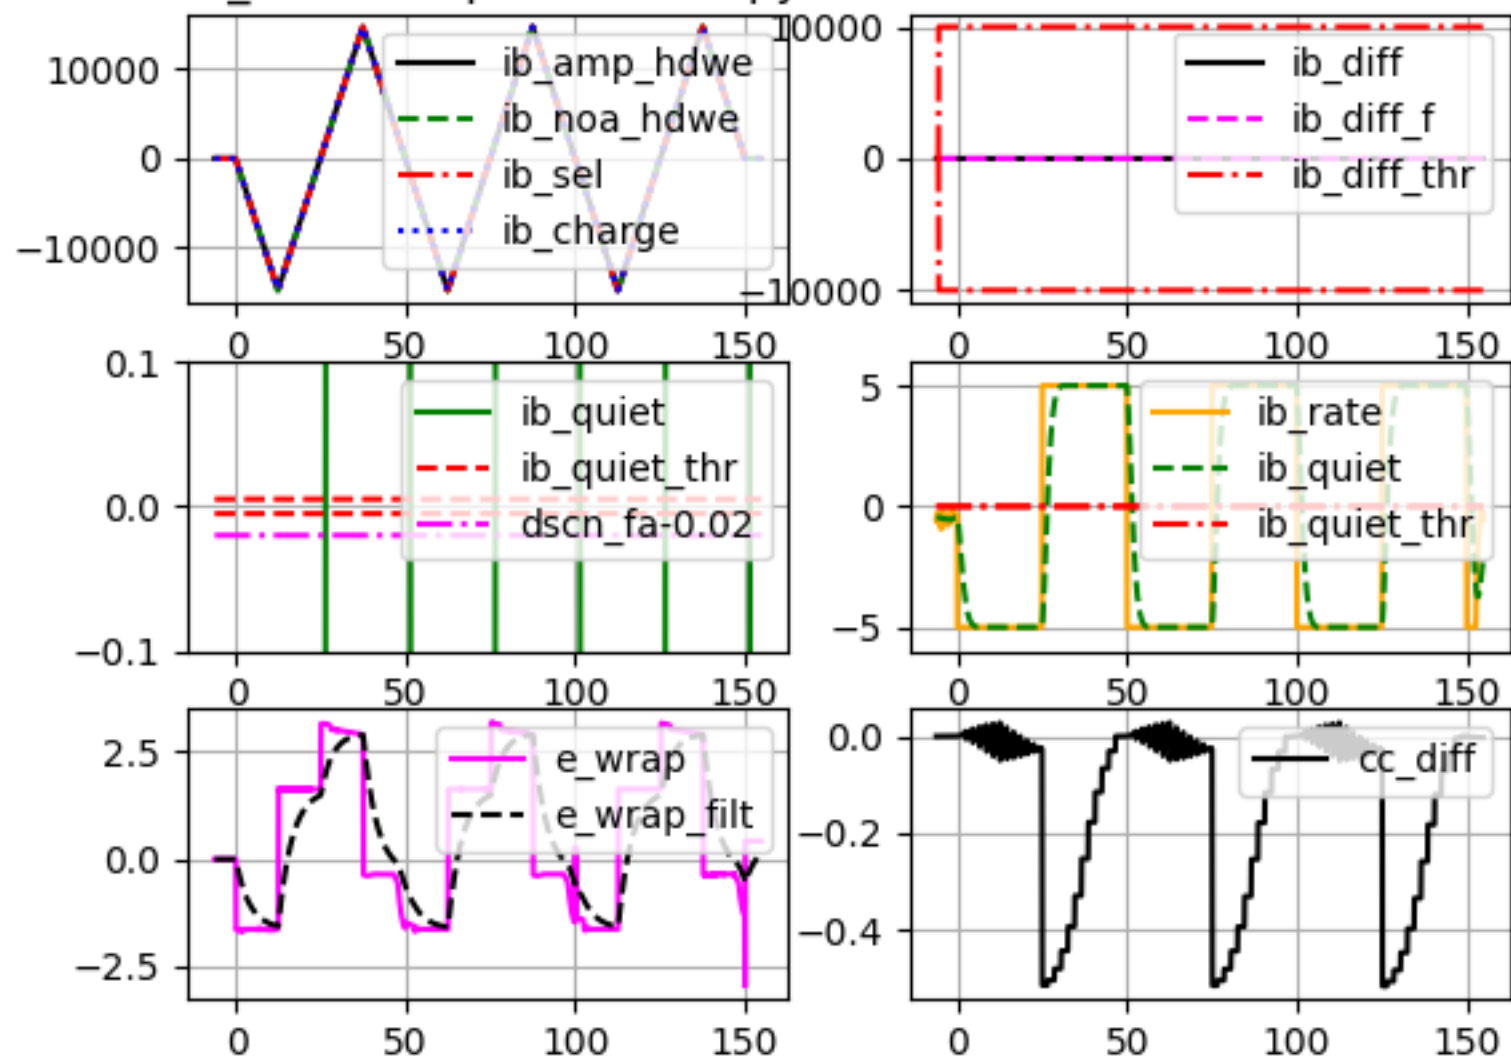 10000
0
−10000
ib_amp_hdwe
ib_noa_hdwe
ib_sel
ib_charge
0 50 100 150
10000
0
−10000
ib_diff
ib_diff_f
ib_diff_thr
0 50 100 150
0.1
0.0
−0.1
ib_quiet
ib_quiet_thr
dscn_fa-0.02
0 50 100 150
5
0
−5
ib_rate
ib_quiet
ib_quiet_thr
0 50 100 150
2.5
0.0
−2.5
e_wrap
e_wrap_filt
0 50 100 150
0.0
−0.2
−0.4
cc_diff
0 50 100 150